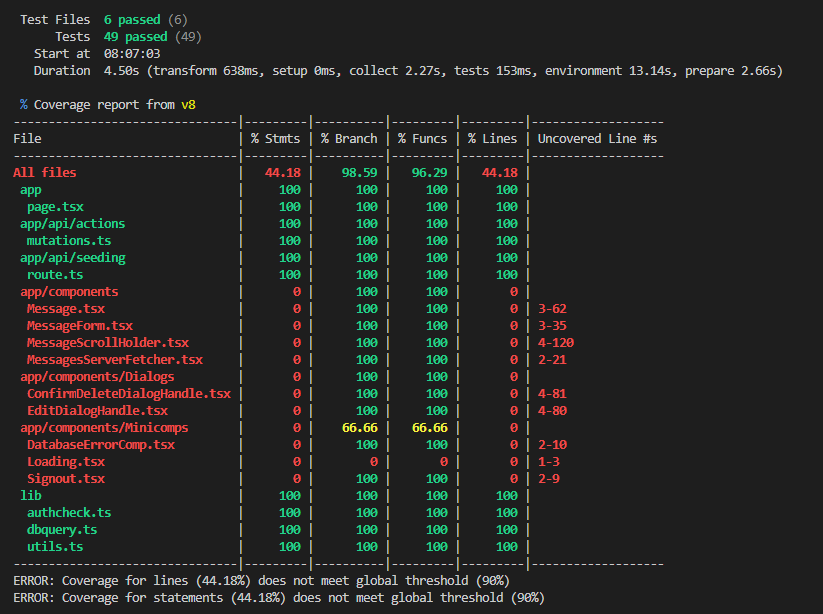 Test Files  6 passed (6)
     Tests  49 passed (49)
  Start at  08:07:03
  Duration  4.50s (transform 638ms, setup 0ms, collect 2.27s, tests 153ms, environment 13.14s, prepare 2.66s)
% Coverage report from v8
--------------------------------|---------|----------|---------|---------|-------------------
File                            | % Stmts | % Branch | % Funcs | % Lines | Uncovered Line #s
--------------------------------|---------|----------|---------|---------|-------------------
All files                       |   44.18 |    98.59 |   96.29 |   44.18 |
 app                            |     100 |      100 |     100 |     100 |
  page.tsx                      |     100 |      100 |     100 |     100 |
 app/api/actions                |     100 |      100 |     100 |     100 |
  mutations.ts                  |     100 |      100 |     100 |     100 |
 app/api/seeding                |     100 |      100 |     100 |     100 |
  route.ts                      |     100 |      100 |     100 |     100 |
 app/components                 |       0 |      100 |     100 |       0 |
  Message.tsx                   |       0 |      100 |     100 |       0 | 3-62
  MessageForm.tsx               |       0 |      100 |     100 |       0 | 3-35
  MessageScrollHolder.tsx       |       0 |      100 |     100 |       0 | 4-120
  MessagesServerFetcher.tsx     |       0 |      100 |     100 |       0 | 2-21
 app/components/Dialogs         |       0 |      100 |     100 |       0 |
  ConfirmDeleteDialogHandle.tsx |       0 |      100 |     100 |       0 | 4-81
  EditDialogHandle.tsx          |       0 |      100 |     100 |       0 | 4-80
 app/components/Minicomps       |       0 |    66.66 |   66.66 |       0 |
  DatabaseErrorComp.tsx         |       0 |      100 |     100 |       0 | 2-10
  Loading.tsx                   |       0 |        0 |       0 |       0 | 1-3
  Signout.tsx                   |       0 |      100 |     100 |       0 | 2-9
 lib                            |     100 |      100 |     100 |     100 |
  authcheck.ts                  |     100 |      100 |     100 |     100 |
  dbquery.ts                    |     100 |      100 |     100 |     100 |
  utils.ts                      |     100 |      100 |     100 |     100 |
--------------------------------|---------|----------|---------|---------|-------------------
ERROR: Coverage for lines (44.18%) does not meet global threshold (90%)
ERROR: Coverage for statements (44.18%) does not meet global threshold (90%)